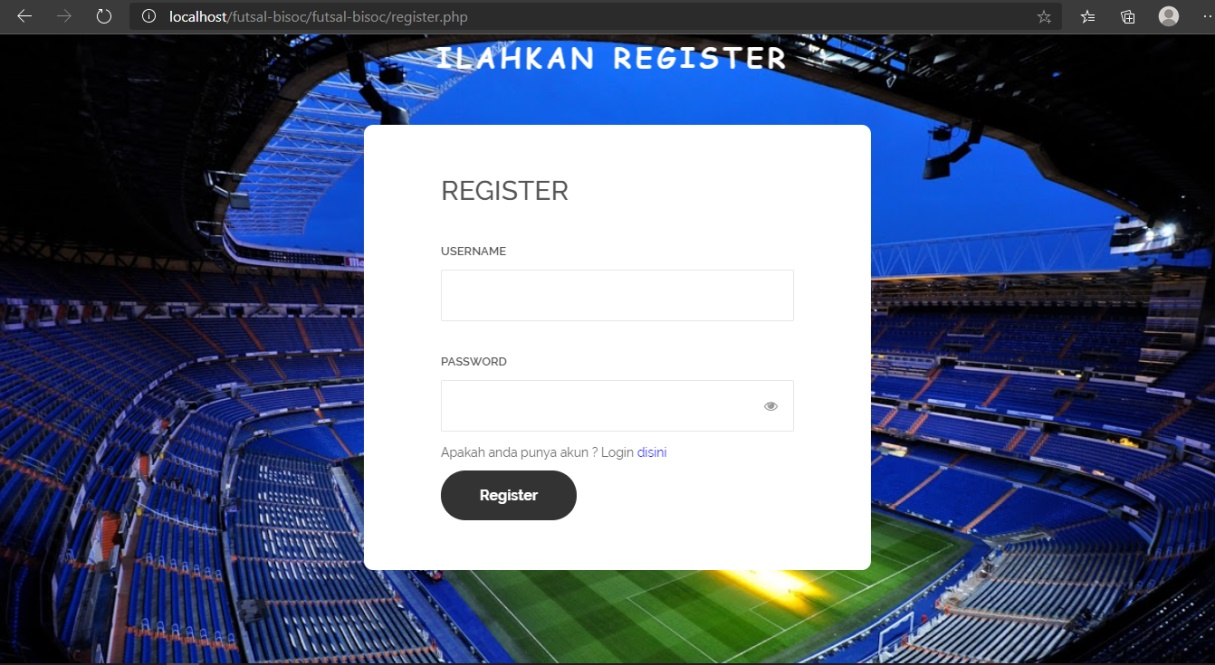 localhost/futsal-bisoc/futsal-bisoc/register.php
ILAHKAN REGISTER
REGISTER
USERNAME
PASSWORD
Apakah anda punya akun ? Login disini
Register